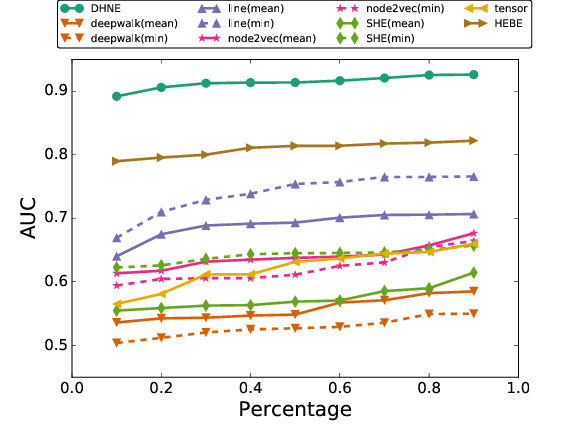 DHNE line(mean) node2vec(min) tensor
deepwalk(mean) line(min) SHE(mean) HEBE
deepwalk(min) node2vec(mean) SHE(min)
0.9
0.8
0.7
0.6
0.5
AUC
0.0 0.2 0.4 0.6 0.8 1.0
Percentage